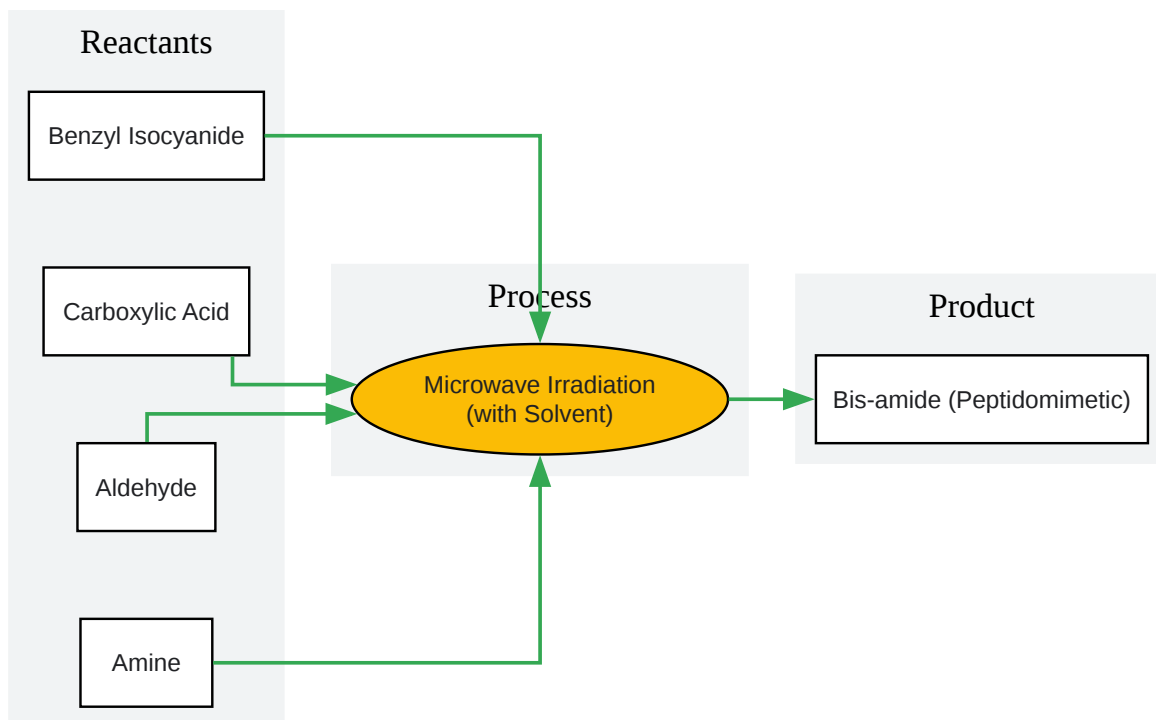 Reactants
Benzyl Isocyanide
Carboxylic Acid
Aldehyde
Amine
Process
Microwave Irradiation
(with Solvent)
Product
Bis-amide (Peptidomimetic)